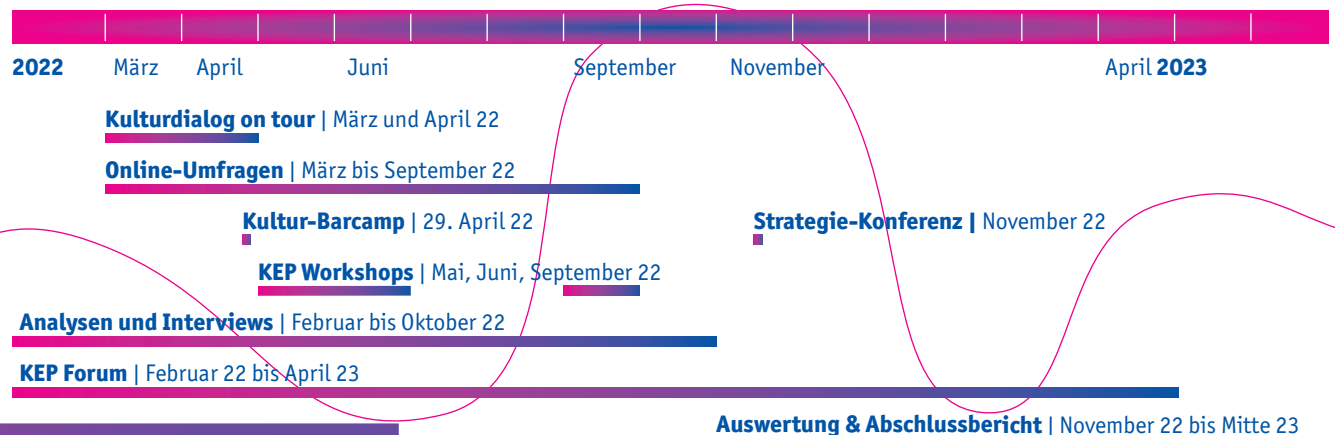 2022 März April Juni September November April 2023
Kulturdialog on tour | März und April 22
Online-Umfragen | März bis September 22
Kultur-Barcamp | 29. April 22
Strategie-Konferenz | November 22
KEP Workshops | Mai, Juni, September 22
Analysen und Interviews | Februar bis Oktober 22
KEP Forum | Februar 22 bis April 23
Auswertung & Abschlussbericht | November 22 bis Mitte 23